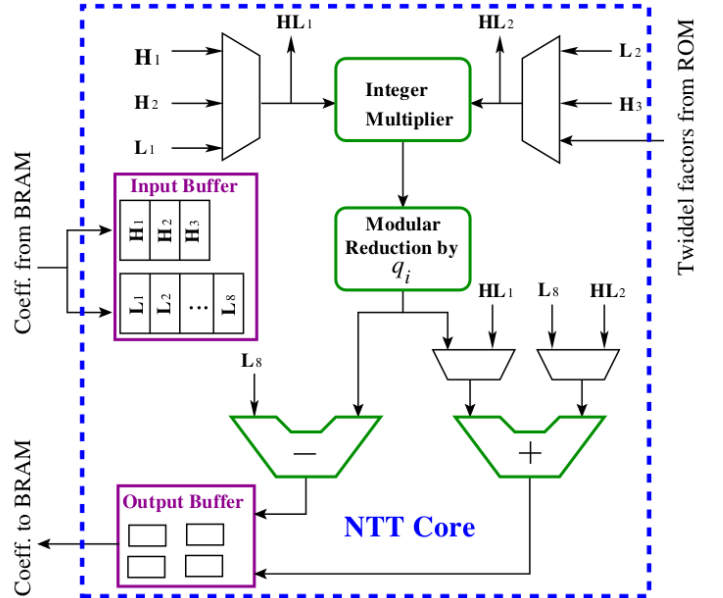 HL1
HL2
H1
H2
L1
Integer
Multiplier
L2
H3
Twiddel factors from ROM
Coeff. from BRAM
Input Buffer
H1 H2 H3
L1 L2 ... L8
Modular
Reduction by
qi
HL1
L8
HL2
L8
−
+
Coeff. to BRAM
Output Buffer
NTT Core